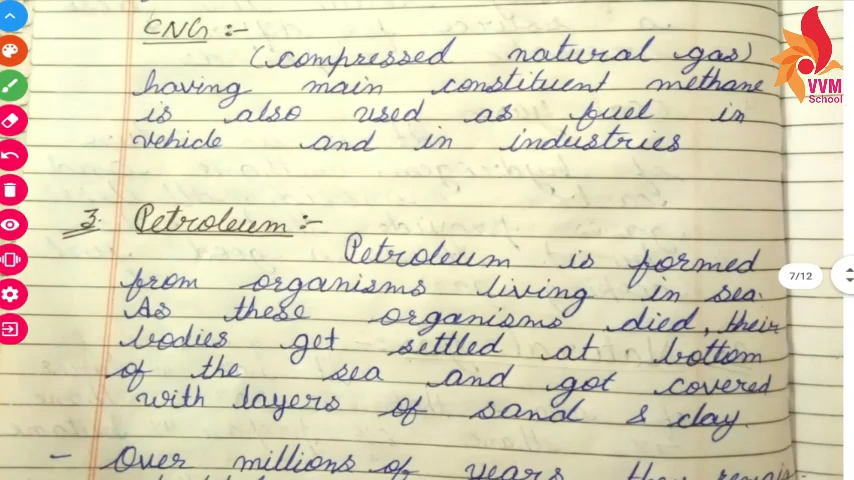 CNG :-
(compressed natural gas)
having main constituent methane
is also used as fuel in
vehicle and in industries
3. Petroleum :-
Petroleum is formed
from organisms living in sea.
As these organisms died, their
bodies get settled at bottom
of the sea and got covered
with layers of sand & clay.
- Over millions of years
VVM
School
7/12